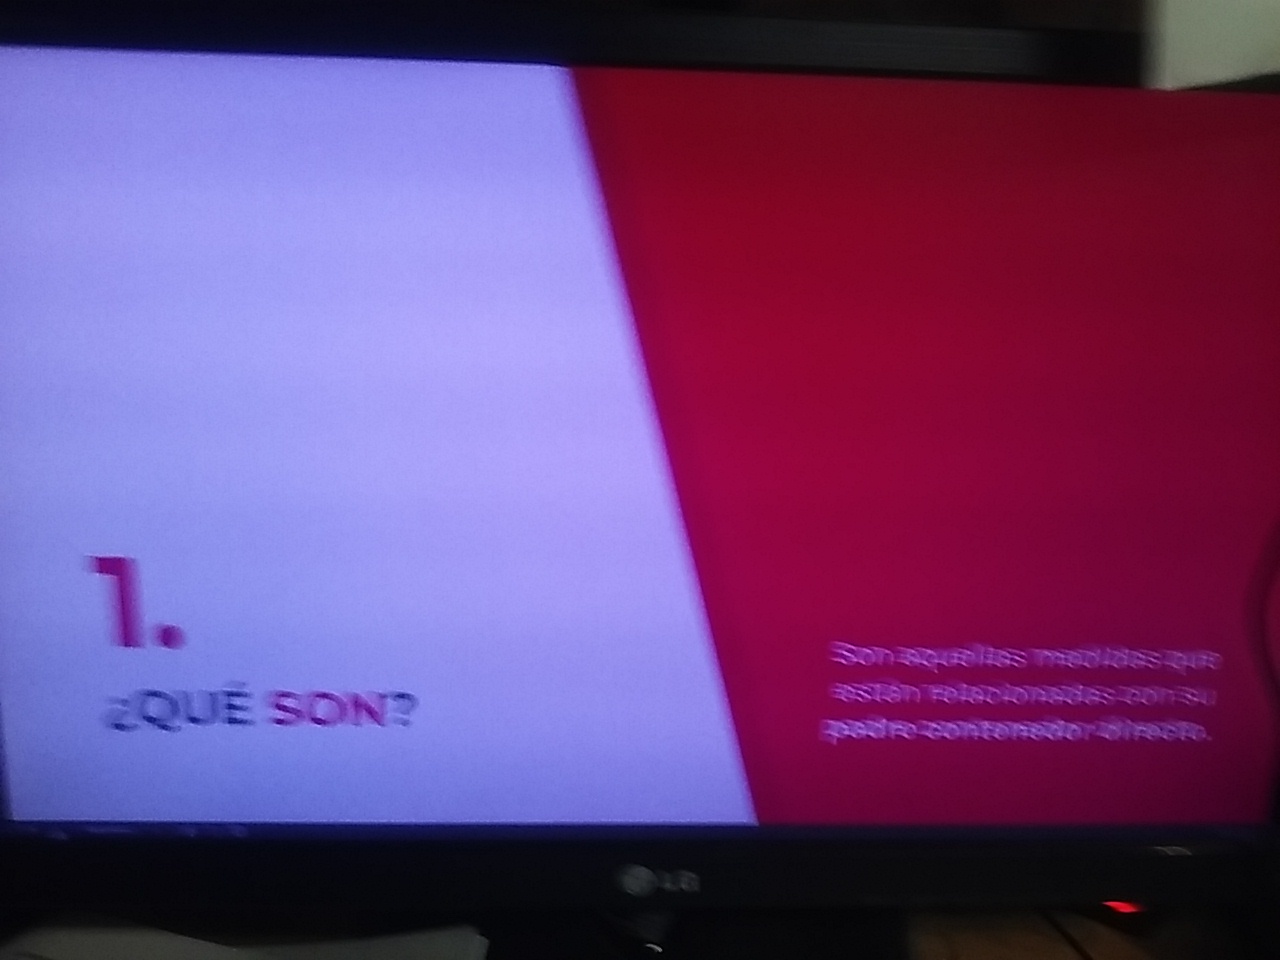 1.
¿QUÉ SON?
Son aquellas medidas que
están relacionadas con su
padre contenedor directo.
LG